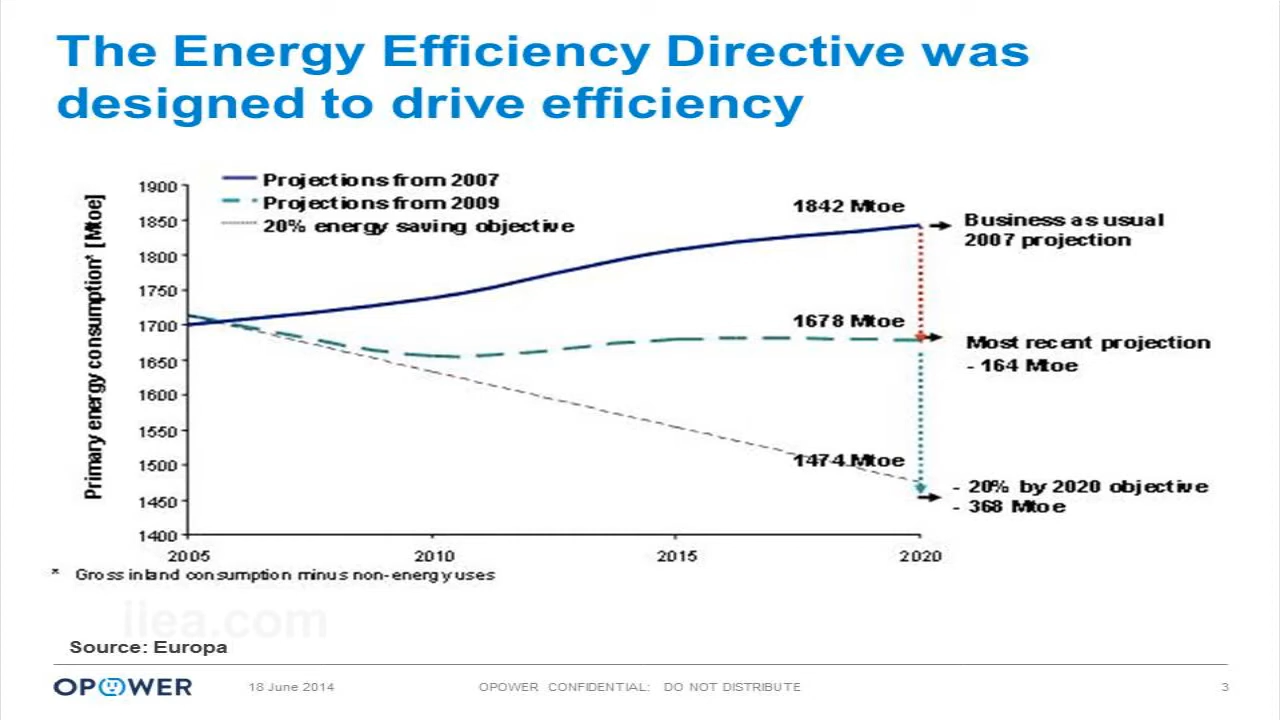 The Energy Efficiency Directive was
designed to drive efficiency
Projections from 2007
Projections from 2009
20% energy saving objective
Primary energy consumption* [Mtoe]
1900
1850
1800
1750
1700
1650
1600
1550
1500
1450
1400
2005
2010
2015
2020
1842 Mtoe
1678 Mtoe
1474 Mtoe
Business as usual
2007 projection
Most recent projection
- 164 Mtoe
- 20% by 2020 objective
- 368 Mtoe
* Gross inland consumption minus non-energy uses
iiea.com
Source: Europa
OPOWER
18 June 2014
OPOWER CONFIDENTIAL: DO NOT DISTRIBUTE
3